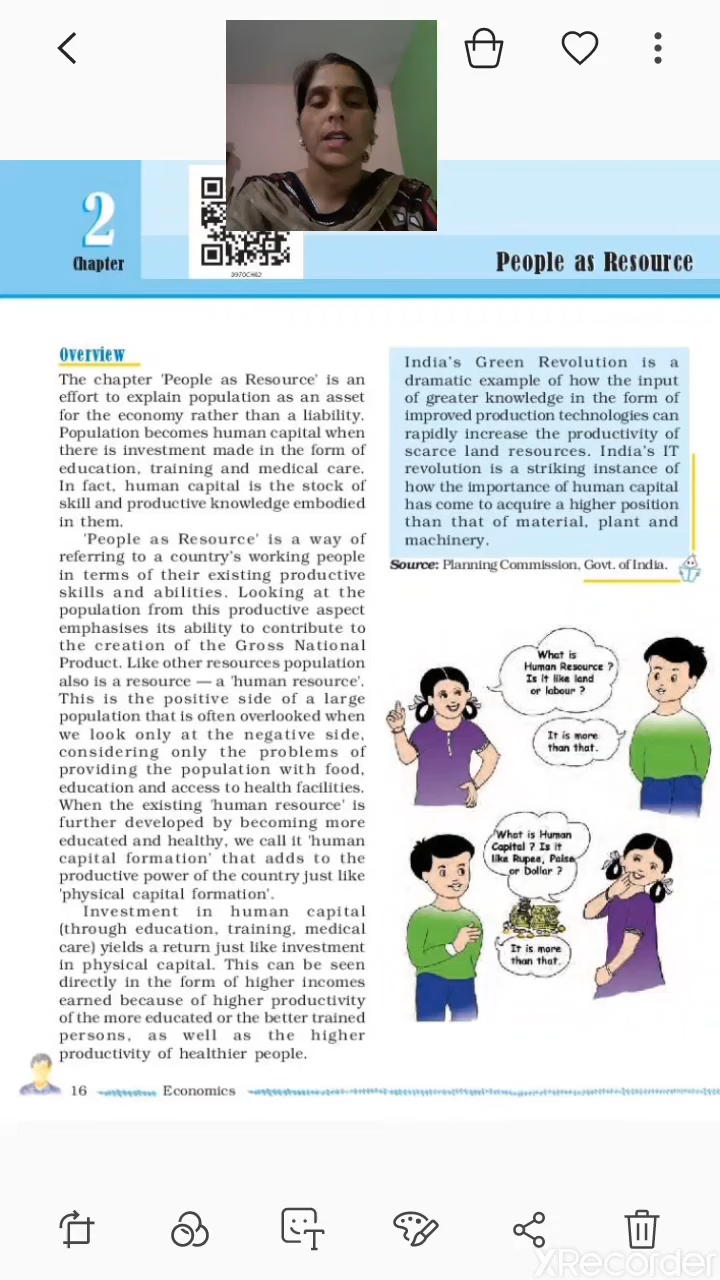 2
Chapter
0970CH02
People as Resource
Overview
The chapter 'People as Resource' is an
effort to explain population as an asset
for the economy rather than a liability.
Population becomes human capital when
there is investment made in the form of
education, training and medical care.
In fact, human capital is the stock of
skill and productive knowledge embodied
in them.
'People as Resource' is a way of
referring to a country's working people
in terms of their existing productive
skills and abilities. Looking at the
population from this productive aspect
emphasises its ability to contribute to
the creation of the Gross National
Product. Like other resources population
also is a resource — a 'human resource'.
This is the positive side of a large
population that is often overlooked when
we look only at the negative side,
considering only the problems of
providing the population with food,
education and access to health facilities.
When the existing 'human resource' is
further developed by becoming more
educated and healthy, we call it 'human
capital formation' that adds to the
productive power of the country just like
'physical capital formation'.
Investment in human capital
(through education, training, medical
care) yields a return just like investment
in physical capital. This can be seen
directly in the form of higher incomes
earned because of higher productivity
of the more educated or the better trained
persons, as well as the higher
productivity of healthier people.
India's Green Revolution is a
dramatic example of how the input
of greater knowledge in the form of
improved production technologies can
rapidly increase the productivity of
scarce land resources. India's IT
revolution is a striking instance of
how the importance of human capital
has come to acquire a higher position
than that of material, plant and
machinery.
Source: Planning Commission, Govt. of India.
What is
Human Resource ?
Is it like land
or labour ?
It is more
than that.
What is Human
Capital ? Is it
like Rupee, Paise
or Dollar ?
It is more
than that.
16 Economics
T
XRecorder